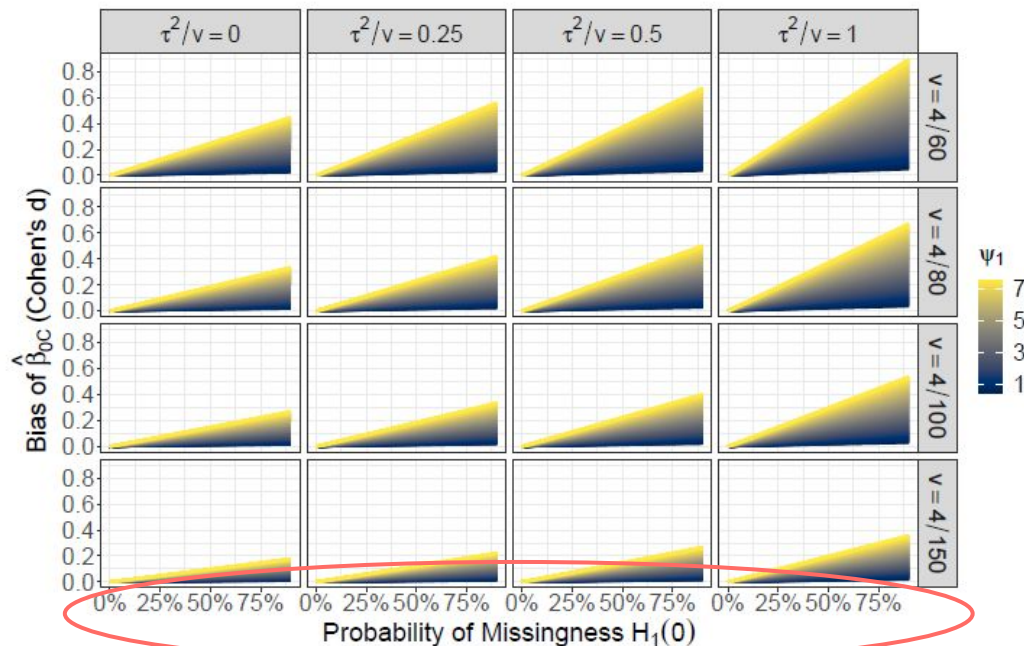 τ²/v = 0 τ²/v = 0.25 τ²/v = 0.5 τ²/v = 1
Bias of β̂₀C (Cohen's d)
0.8
0.6
0.4
0.2
0.0
v = 4/60
0.8
0.6
0.4
0.2
0.0
v = 4/80
0.8
0.6
0.4
0.2
0.0
v = 4/100
0.8
0.6
0.4
0.2
0.0
v = 4/150
0% 25% 50% 75% 0% 25% 50% 75% 0% 25% 50% 75% 0% 25% 50% 75%
Probability of Missingness H₁(0)
ψ₁
7
5
3
1